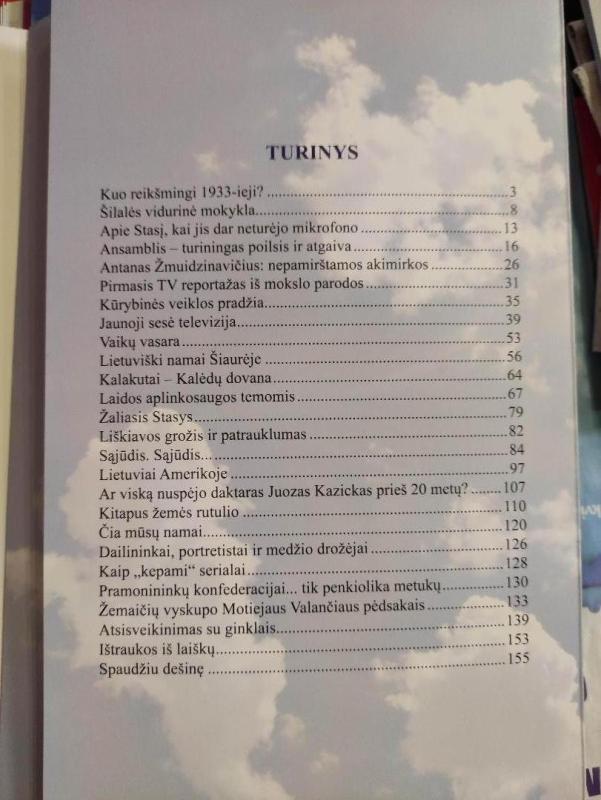 TURINYS
Kuo reikšmingi 1933-ieji? ............................................................3
Šilalės vidurinė mokykla...............................................................8
Apie Stasį, kai jis dar neturėjo mikrofono ...................................13
Ansamblis – turiningas poilsis ir atgaiva .....................................16
Antanas Žmuidzinavičius: nepamirštamos akimirkos ..................26
Pirmasis TV reportažas iš mokslo parodos ...................................31
Kūrybinės veiklos pradžia............................................................35
Jaunoji sesė televizija...................................................................39
Vaikų vasara.................................................................................53
Lietuviški namai Šiaurėje ............................................................56
Kalakutai – Kalėdų dovana...........................................................64
Laidos aplinkosaugos temomis.....................................................67
Žaliasis Stasys..............................................................................79
Liškiavos grožis ir patrauklumas .................................................82
Sąjūdis. Sąjūdis............................................................................84
Lietuviai Amerikoje .....................................................................97
Ar viską nuspėjo daktaras Juozas Kazickas prieš 20 metų? ........107
Kitapus žemės rutulio .................................................................110
Čia mūsų namai...........................................................................120
Dailininkai, portretistai ir medžio drožėjai .................................126
Kaip „kepami“ serialai................................................................128
Pramonininkų konfederacijai... tik penkiolika metukų................130
Žemaičių vyskupo Motiejaus Valančiaus pėdsakais ...................133
Atsisveikinimas su ginklais.........................................................139
Ištraukos iš laiškų........................................................................153
Spaudžiu dešinę ..........................................................................155